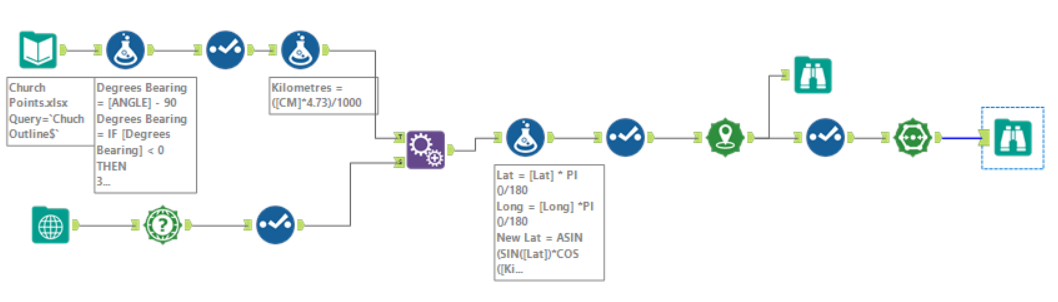 Church
Points.xlsx
Query=`Chuch
Outline$`
Degrees Bearing
= [ANGLE] - 90
Degrees Bearing
= IF [Degrees
Bearing] < 0
THEN
3...
Kilometres =
([CM]*4.73)/1000
T
S
?
Lat = [Lat] * PI
()/180
Long = [Long] *PI
()/180
New Lat = ASIN
(SIN([Lat])*COS
([Ki...